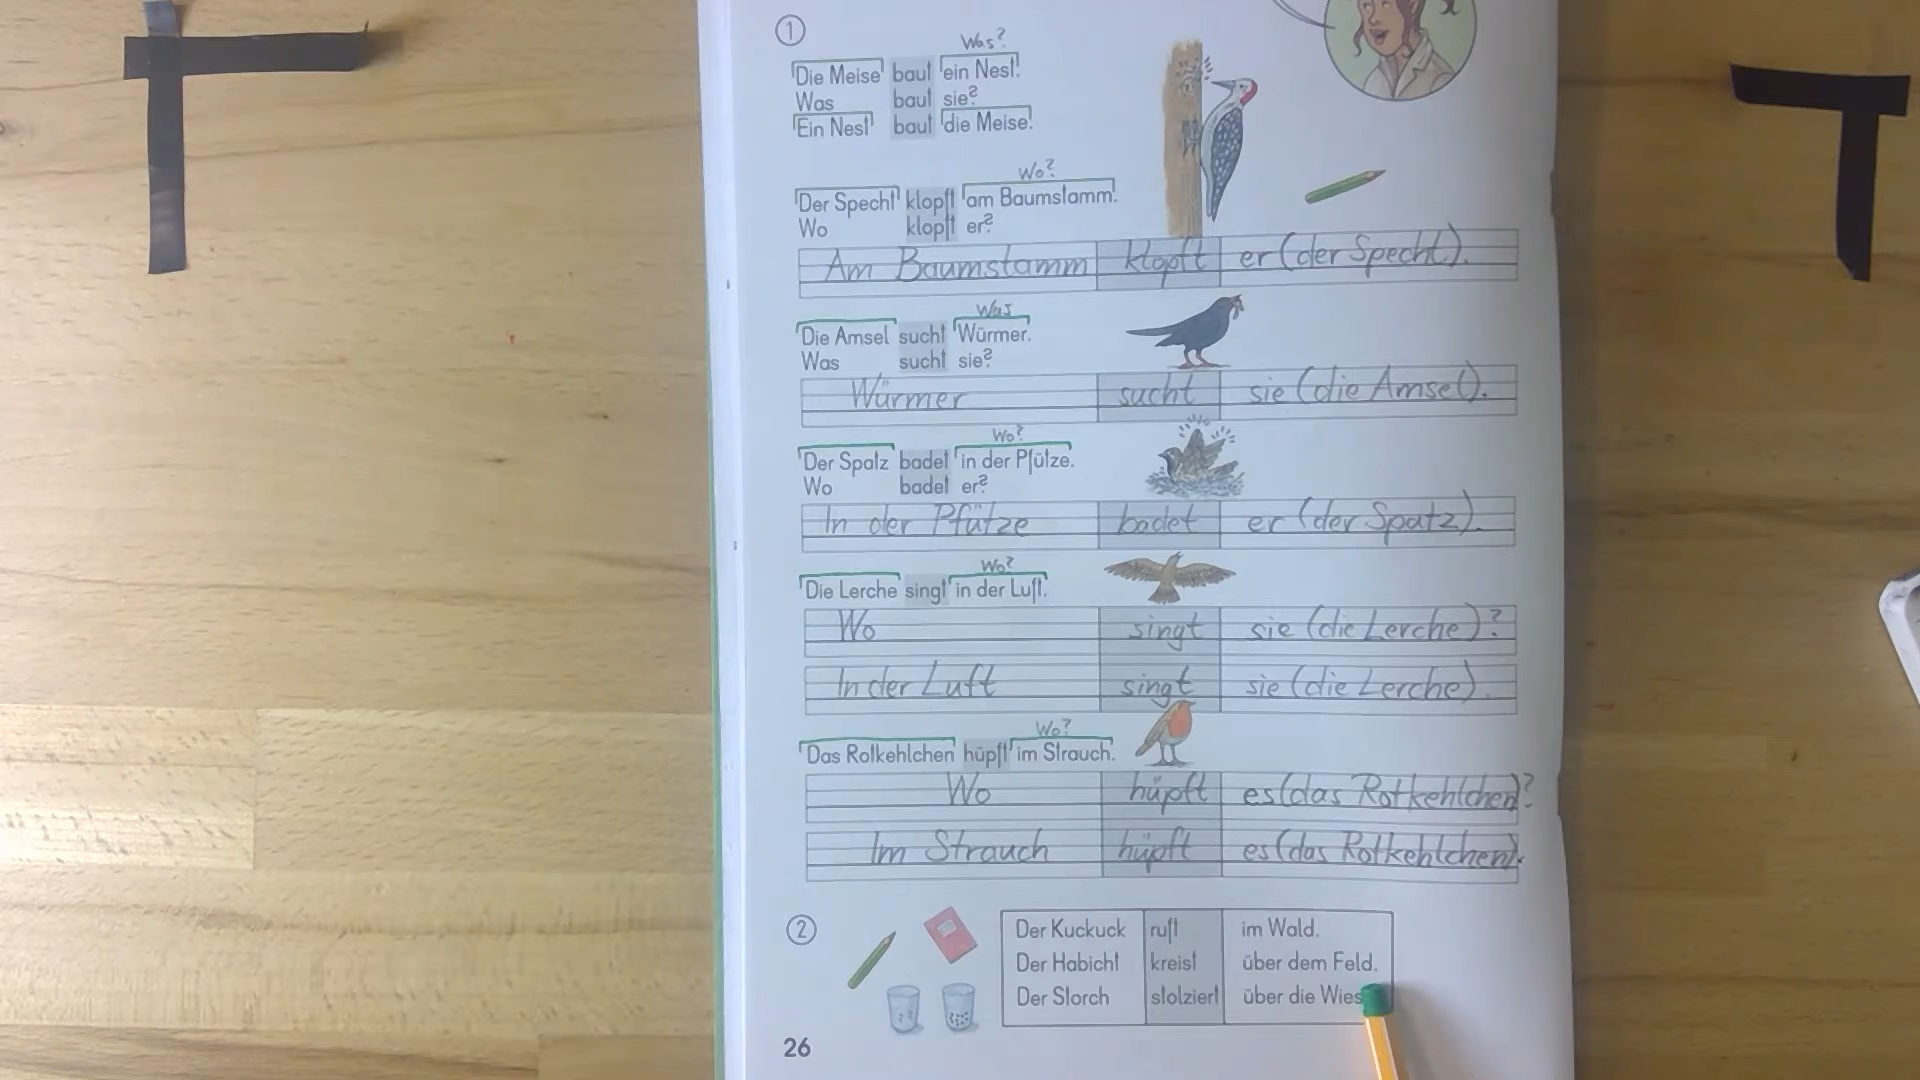 1
Was?
Die Meise baut ein Nest.
Was baut sie?
Ein Nest baut die Meise.
Wo?
Der Specht klopft am Baumstamm.
Wo klopft er?
Am Baumstamm klopft er (der Specht).
Was
Die Amsel sucht Würmer.
Was sucht sie?
Würmer sucht sie (die Amsel).
Wo?
Der Spatz badet in der Pfütze.
Wo badet er?
In der Pfütze badet er (der Spatz).
Wo?
Die Lerche singt in der Luft.
Wo singt sie (die Lerche)?
In der Luft singt sie (die Lerche).
Wo?
Das Rotkehlchen hüpft im Strauch.
Wo hüpft es (das Rotkehlchen)?
Im Strauch hüpft es (das Rotkehlchen).
2
Der Kuckuck ruft im Wald.
Der Habicht kreist über dem Feld.
Der Storch stolziert über die
26